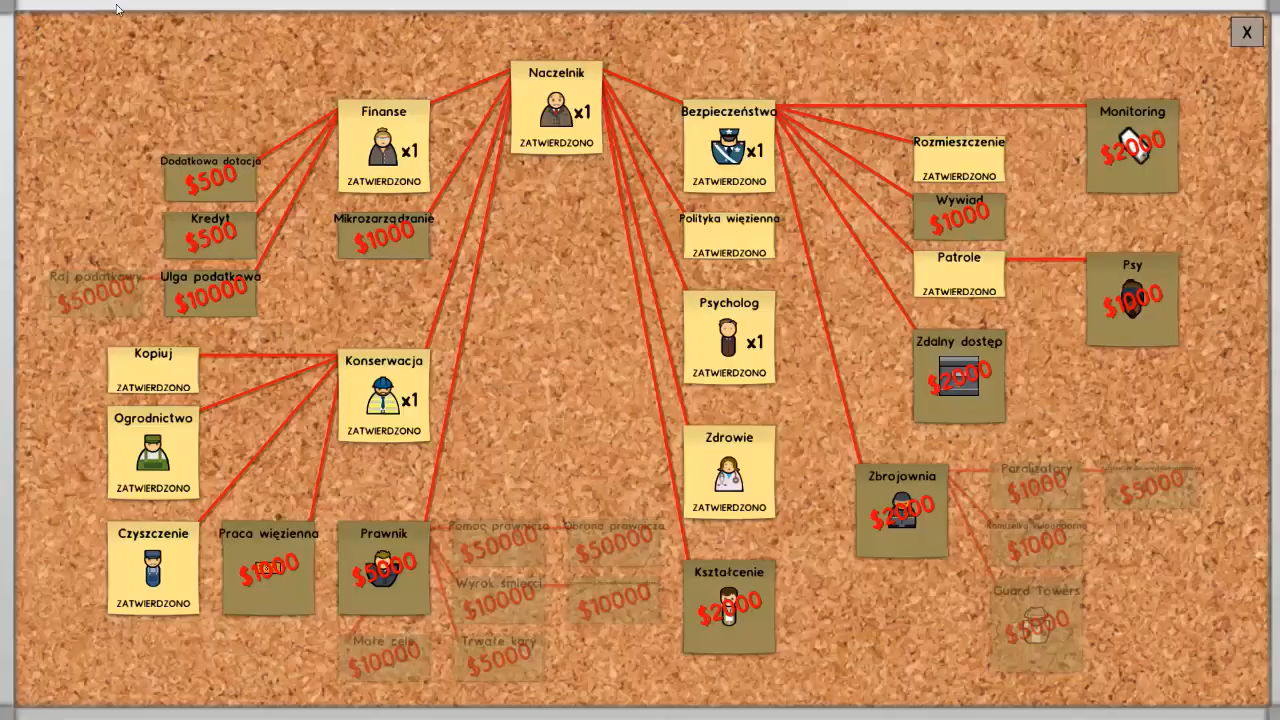 X
Naczelnik
x1
ZATWIERDZONO
Finanse
x1
ZATWIERDZONO
Dodatkowa dotacja
$500
Kredyt
$500
Mikrozarządzanie
$1000
Raj podatkowy
$50000
Ulga podatkowa
$10000
Kopiuj
ZATWIERDZONO
Konserwacja
x1
ZATWIERDZONO
Ogrodnictwo
ZATWIERDZONO
Czyszczenie
ZATWIERDZONO
Praca więzienna
$1000
Prawnik
$5000
Pomoc prawnicza
$50000
Obrona prawnicza
$50000
Wyrok śmierci
$10000
$10000
Małe cele
$10000
Trwałe kary
$5000
Bezpieczeństwo
x1
ZATWIERDZONO
Polityka więzienna
ZATWIERDZONO
Psycholog
x1
ZATWIERDZONO
Zdrowie
ZATWIERDZONO
Kształcenie
$2000
Monitoring
$2000
Rozmieszczenie
ZATWIERDZONO
Wywiad
$1000
Patrole
ZATWIERDZONO
Psy
$1000
Zdalny dostęp
$2000
Zbrojownia
$2000
Paralizatory
$1000
$5000
Kamizelka kuloodporna
$1000
Guard Towers
$5000